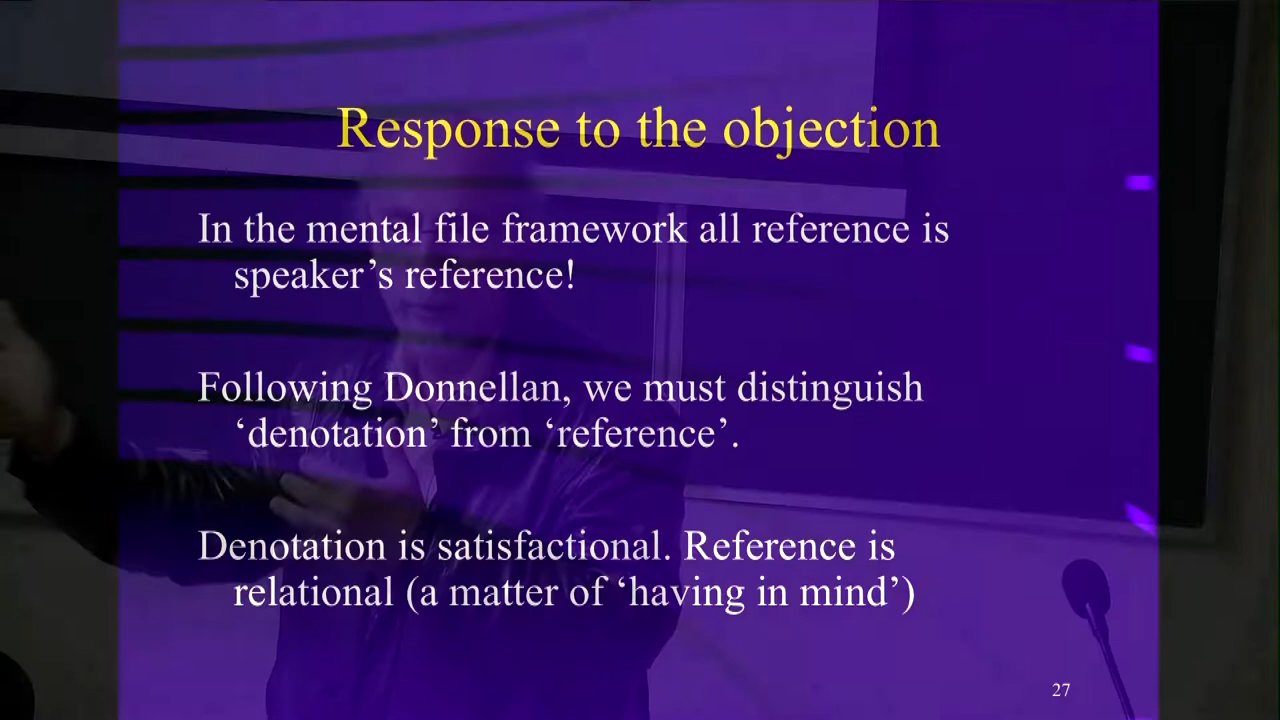 Response to the objection
In the mental file framework all reference is
speaker’s reference!
Following Donnellan, we must distinguish
‘denotation’ from ‘reference’.
Denotation is satisfactional. Reference is
relational (a matter of ‘having in mind’)
27